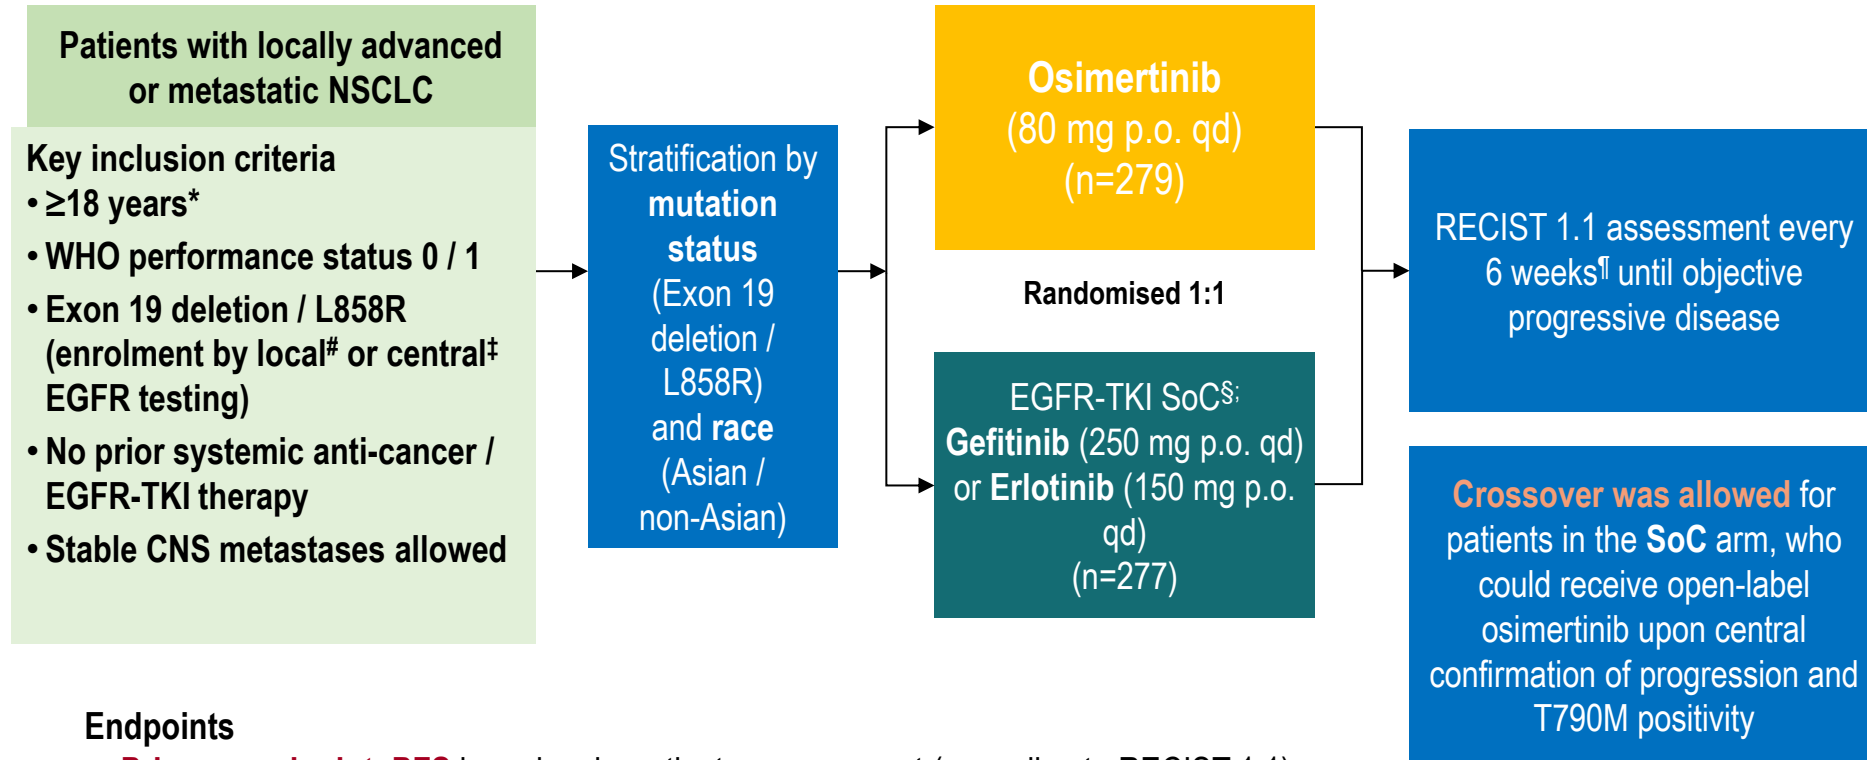 Patients with locally advanced
or metastatic NSCLC
Key inclusion criteria
• ≥18 years*
• WHO performance status 0 / 1
• Exon 19 deletion / L858R
(enrolment by local# or central‡
EGFR testing)
• No prior systemic anti-cancer /
EGFR-TKI therapy
• Stable CNS metastases allowed
Stratification by
mutation
status
(Exon 19
deletion /
L858R)
and race
(Asian /
non-Asian)
Osimertinib
(80 mg p.o. qd)
(n=279)
Randomised 1:1
EGFR-TKI SoC§;
Gefitinib (250 mg p.o. qd)
or Erlotinib (150 mg p.o.
qd)
(n=277)
RECIST 1.1 assessment every
6 weeks¶ until objective
progressive disease
Crossover was allowed for
patients in the SoC arm, who
could receive open-label
osimertinib upon central
confirmation of progression and
T790M positivity
Endpoints
RECIST 1.1)